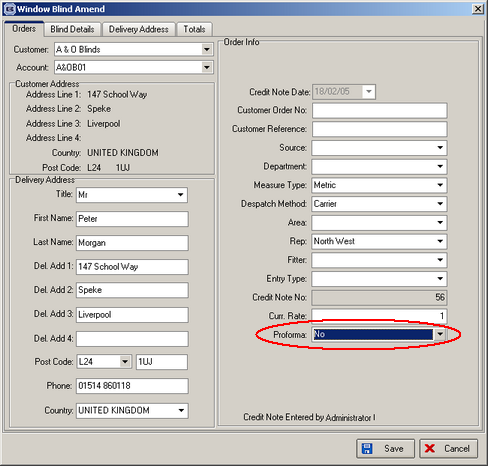 Window Blind Amend
Orders Blind Details Delivery Address Totals
Customer: A & O Blinds
Account: A&OB01
Customer Address
Address Line 1: 147 School Way
Address Line 2: Speke
Address Line 3: Liverpool
Address Line 4:
Country: UNITED KINGDOM
Post Code: L24 1UJ
Delivery Address
Title: Mr
First Name: Peter
Last Name: Morgan
Del. Add 1: 147 School Way
Del. Add 2: Speke
Del. Add 3: Liverpool
Del. Add 4:
Post Code: L24 1UJ
Phone: 01514 860118
Country: UNITED KINGDOM
Order Info
Credit Note Date: 18/02/05
Customer Order No:
Customer Reference:
Source:
Department:
Measure Type: Metric
Despatch Method: Carrier
Area:
Rep: North West
Fitter:
Entry Type:
Credit Note No: 56
Curr. Rate: 1
Proforma: No
Credit Note Entered by Administrator
Save Cancel